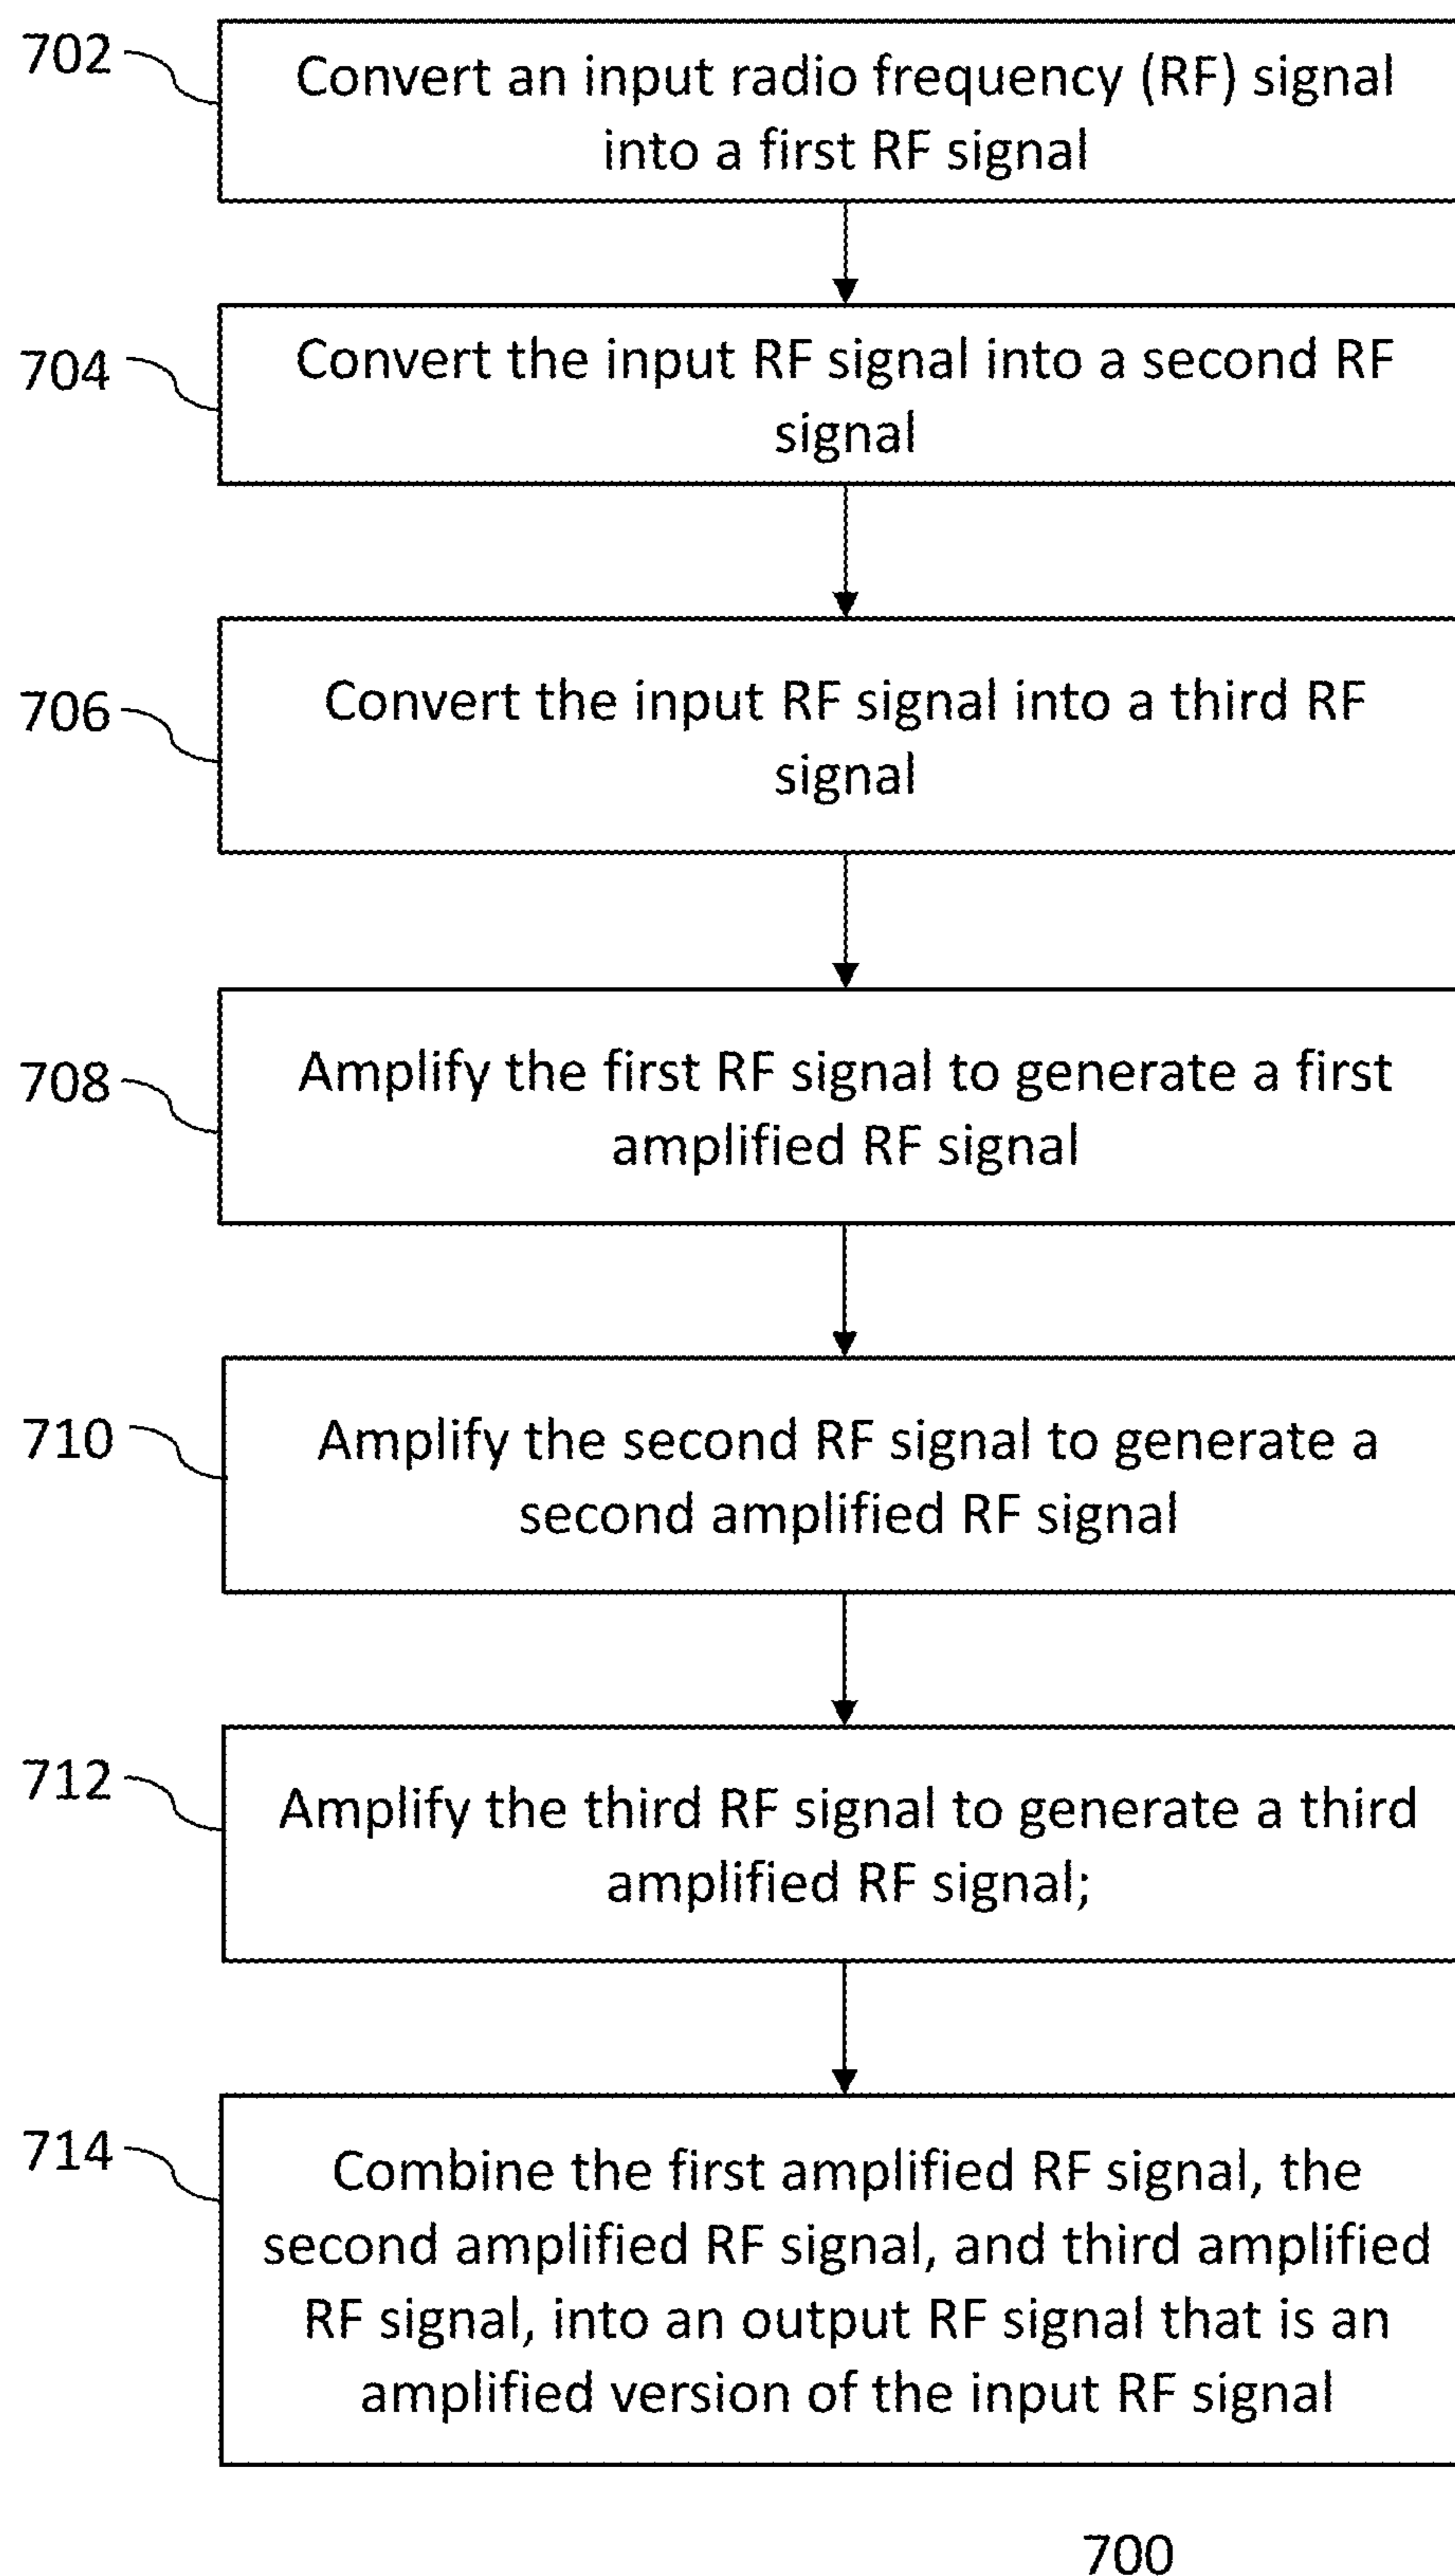 702
Convert an input radio frequency (RF) signal
into a first RF signal
704
Convert the input RF signal into a second RF
signal
706
Convert the input RF signal into a third RF
signal
708
Amplify the first RF signal to generate a first
amplified RF signal
710
Amplify the second RF signal to generate a
second amplified RF signal
712
Amplify the third RF signal to generate a third
amplified RF signal;
714
Combine the first amplified RF signal, the
second amplified RF signal, and third amplified
RF signal, into an output RF signal that is an
amplified version of the input RF signal
700